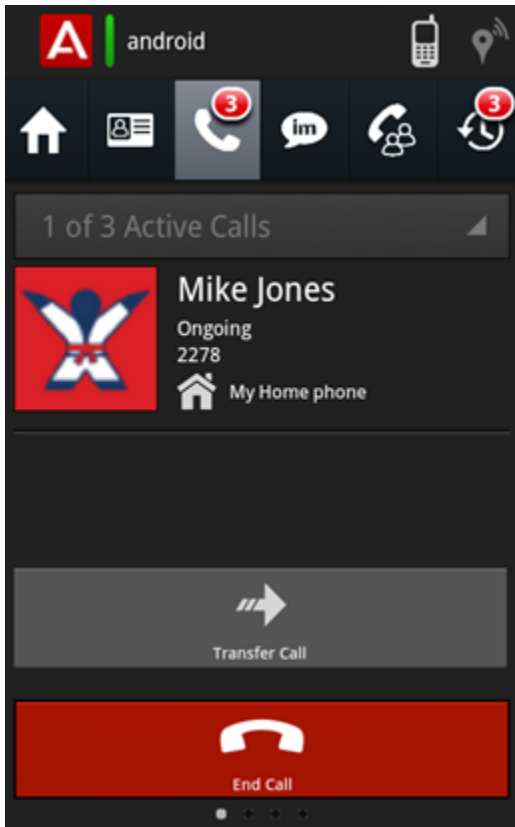 A
android
3
im
3
1 of 3 Active Calls
Mike Jones
Ongoing
2278
My Home phone
Transfer Call
End Call